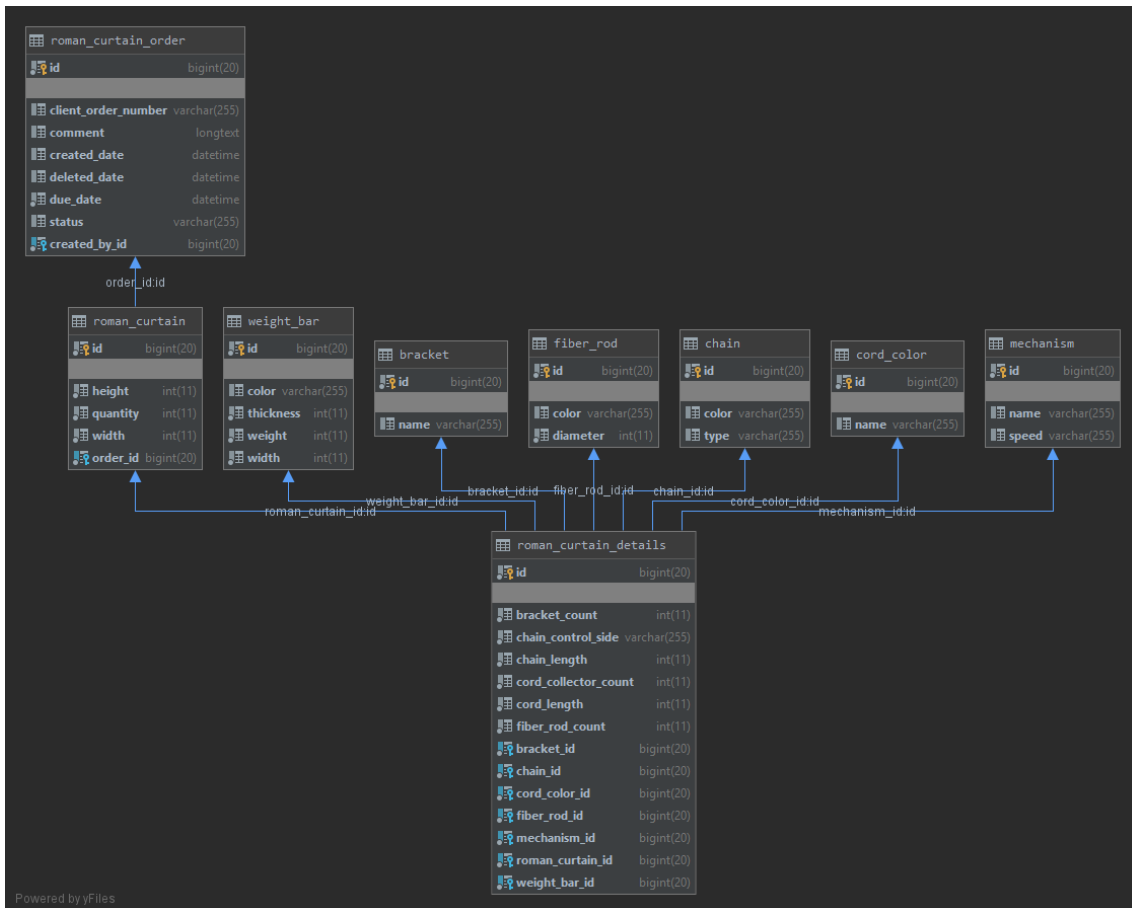 roman_curtain_order
id bigint(20)
client_order_number varchar(255)
comment longtext
created_date datetime
deleted_date datetime
due_date datetime
status varchar(255)
created_by_id bigint(20)
order_id:id
roman_curtain
id bigint(20)
height int(11)
quantity int(11)
width int(11)
order_id bigint(20)
weight_bar
id bigint(20)
color varchar(255)
thickness int(11)
weight int(11)
width int(11)
bracket
id bigint(20)
name varchar(255)
fiber_rod
id bigint(20)
color varchar(255)
diameter int(11)
chain
id bigint(20)
color varchar(255)
type varchar(255)
cord_color
id bigint(20)
name varchar(255)
mechanism
id bigint(20)
name varchar(255)
speed varchar(255)
roman_curtain_id:id
weight_bar_id:id
bracket_id:id
fiber_rod_id:id
chain_id:id
cord_color_id:id
mechanism_id:id
roman_curtain_details
id bigint(20)
bracket_count int(11)
chain_control_side varchar(255)
chain_length int(11)
cord_collector_count int(11)
cord_length int(11)
fiber_rod_count int(11)
bracket_id bigint(20)
chain_id bigint(20)
cord_color_id bigint(20)
fiber_rod_id bigint(20)
mechanism_id bigint(20)
roman_curtain_id bigint(20)
weight_bar_id bigint(20)
Powered by yFiles